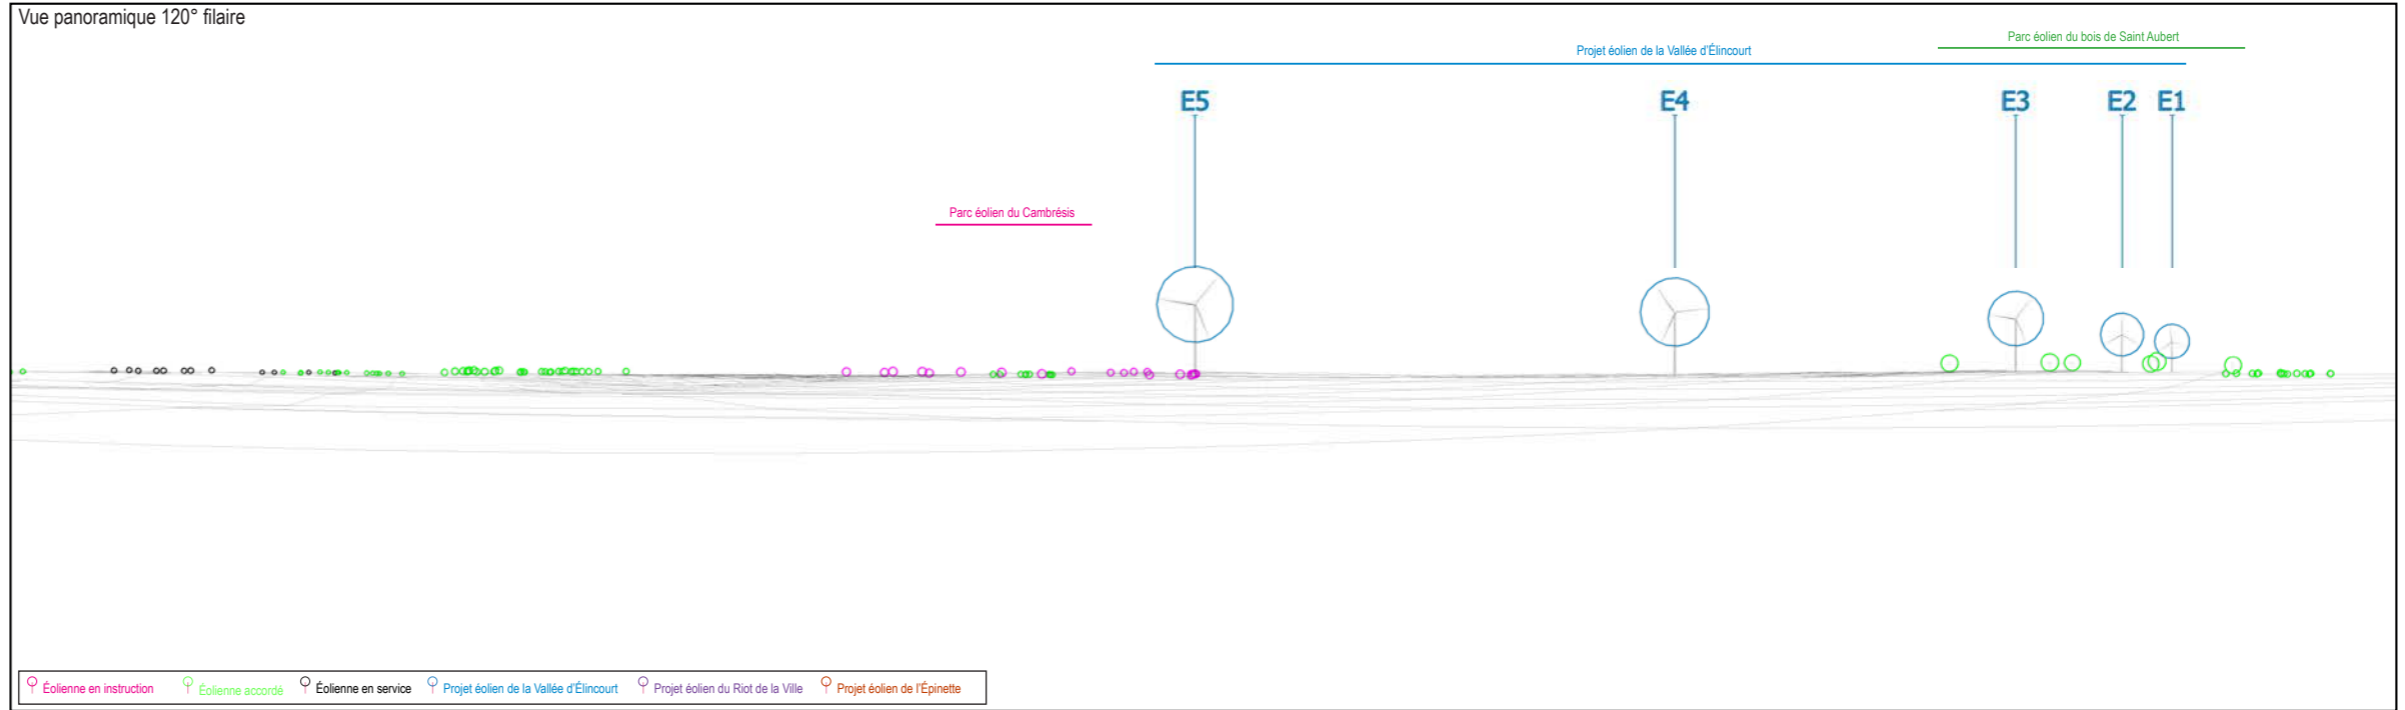 Vue panoramique 120° filaire
Parc éolien du bois de Saint Aubert
Projet éolien de la Vallée d'Élincourt
E5 E4 E3 E2 E1
Parc éolien du Cambrésis
Éolienne en instruction Éolienne accordé Éolienne en service Projet éolien de la Vallée d'Élincourt Projet éolien du Riot de la Ville Projet éolien de l'Épinette